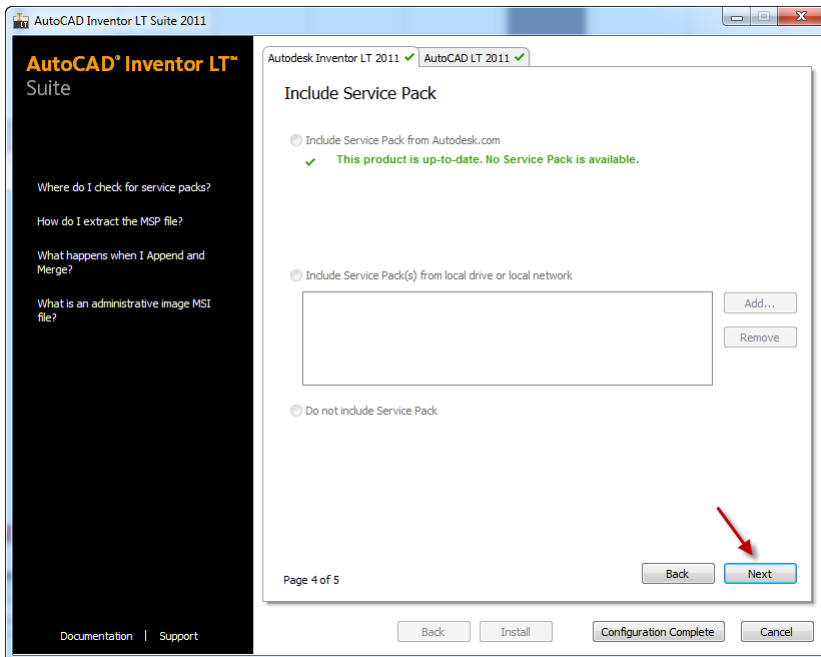 AutoCAD Inventor LT Suite 2011
AutoCAD® Inventor LT™
Suite
Where do I check for service packs?
How do I extract the MSP file?
What happens when I Append and
Merge?
What is an administrative image MSI
file?
Documentation | Support
Autodesk Inventor LT 2011 AutoCAD LT 2011
Include Service Pack
Include Service Pack from Autodesk.com
This product is up-to-date. No Service Pack is available.
Include Service Pack(s) from local drive or local network
Add...
Remove
Do not include Service Pack
Page 4 of 5
Back Next
Back Install Configuration Complete Cancel